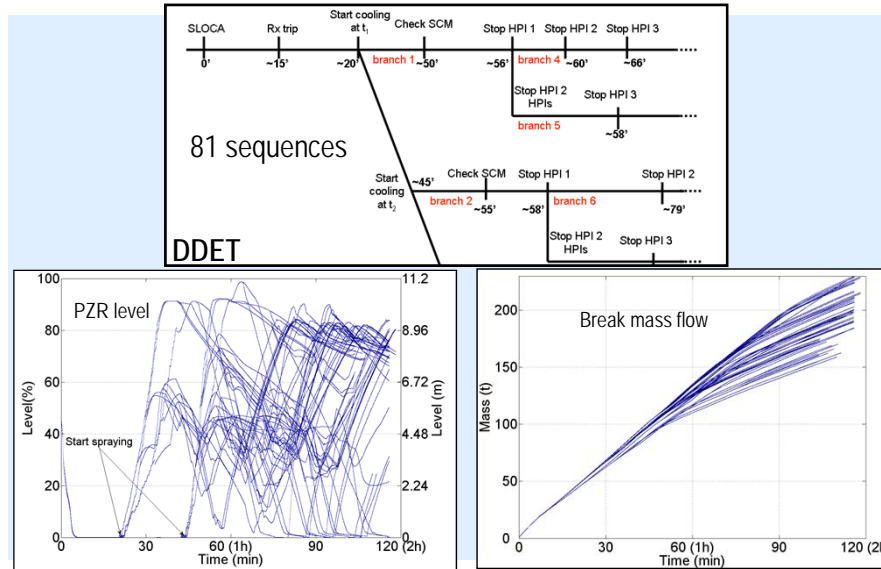 SLOCA
Rx trip
Start cooling
at t1
Check SCM
Stop HPI 1
Stop HPI 2
Stop HPI 3
0'
~15'
~20'
branch 1
~50'
~56'
branch 4
~60'
~66'
Stop HPI 2
HPIs
Stop HPI 3
branch 5
~58'
81 sequences
Start
cooling
at t2
~45'
Check SCM
Stop HPI 1
Stop HPI 2
branch 2
~55'
~58'
branch 6
~79'
Stop HPI 2
HPIs
Stop HPI 3
DDET
PZR level
Level(%)
100
80
60
40
20
0
11.2
8.96
6.72
4.48
2.24
0
Level (m)
Start spraying
0
30
60 (1h)
90
120 (2h)
Time (min)
Break mass flow
Mass (t)
200
150
100
50
0
0
30
60 (1h)
90
120 (2h)
Time (min)